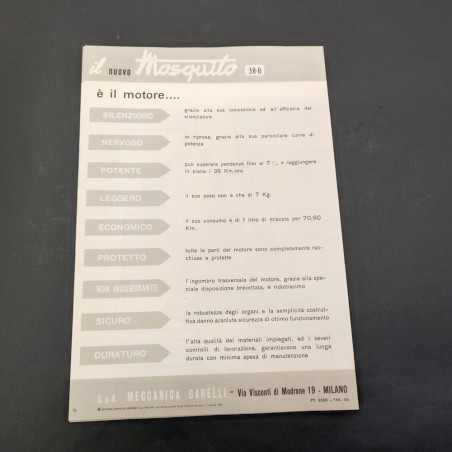 il nuovo Mosquito 38-B
è il motore....
SILENZIOSO
grazie alla sua concezione ed all'efficacia del
silenziatore
NERVOSO
in ripresa, grazie alla sua particolare curva di
potenza
POTENTE
può superare pendenze fino al 7 %, e raggiungere
in piano i 38 Km/ora
LEGGERO
il suo peso non è che di 7 Kg.
ECONOMICO
il suo consumo è di 1 litro di miscela per 70/80
Km.
PROTETTO
tutte le parti del motore sono completamente rac-
chiuse e protette
NON INGOMBRANTE
l'ingombro trasversale del motore, grazie alla spe-
ciale disposizione brevettata, è ridottissimo
SICURO
la robustezza degli organi e la semplicità costrut-
tiva danno assoluta sicurezza di ottimo funzionamento
DURATURO
l'alta qualità dei materiali impiegati, ed i severi
controlli di lavorazione, garantiscono una lunga
durata con minima spesa di manutenzione
S.p.A. MECCANICA GARELLI - Via Visconti di Modrone 19 - MILANO